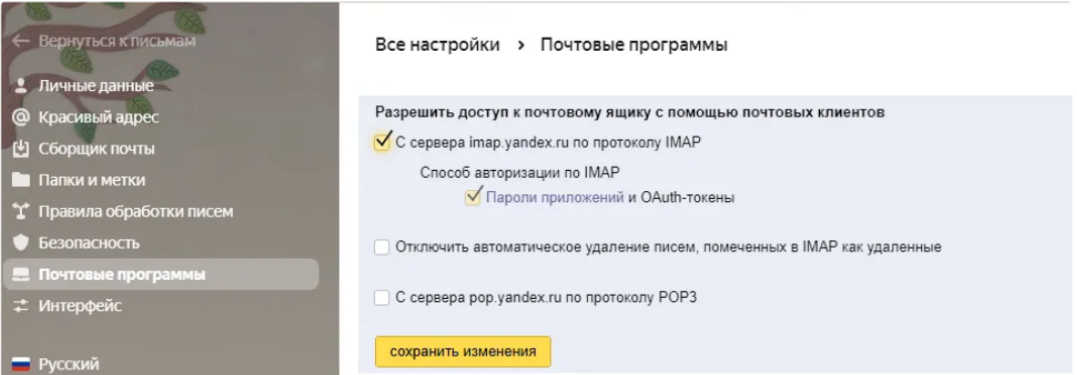 Вернуться к письмам
Личные данные
Красивый адрес
Сборщик почты
Папки и метки
Правила обработки писем
Безопасность
Почтовые программы
Интерфейс
Русский
Все настройки › Почтовые программы
Разрешить доступ к почтовому ящику с помощью почтовых клиентов
С сервера imap.yandex.ru по протоколу IMAP
Способ авторизации по IMAP
Пароли приложений и OAuth-токены
Отключить автоматическое удаление писем, помеченных в IMAP как удаленные
С сервера pop.yandex.ru по протоколу POP3
сохранить изменения